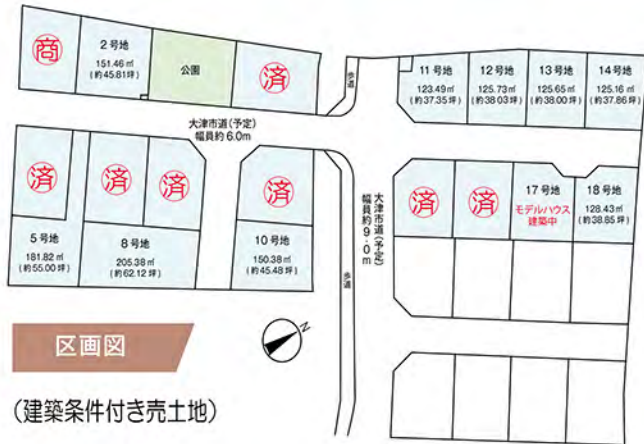 商
2号地
151.46㎡
(約45.81坪)
公園
済
歩道
11号地
123.49㎡
(約37.35坪)
12号地
125.73㎡
(約38.03坪)
13号地
125.65㎡
(約38.00坪)
14号地
125.16㎡
(約37.86坪)
大津市道(予定)
幅員約6.0m
済
済
済
済
大津市道(予定)
幅員約9.0m
済
済
17号地
モデルハウス
建築中
18号地
128.43㎡
(約38.85坪)
5号地
181.82㎡
(約55.00坪)
8号地
205.38㎡
(約62.12坪)
10号地
150.38㎡
(約45.48坪)
歩道
区画図
N
(建築条件付き売土地)